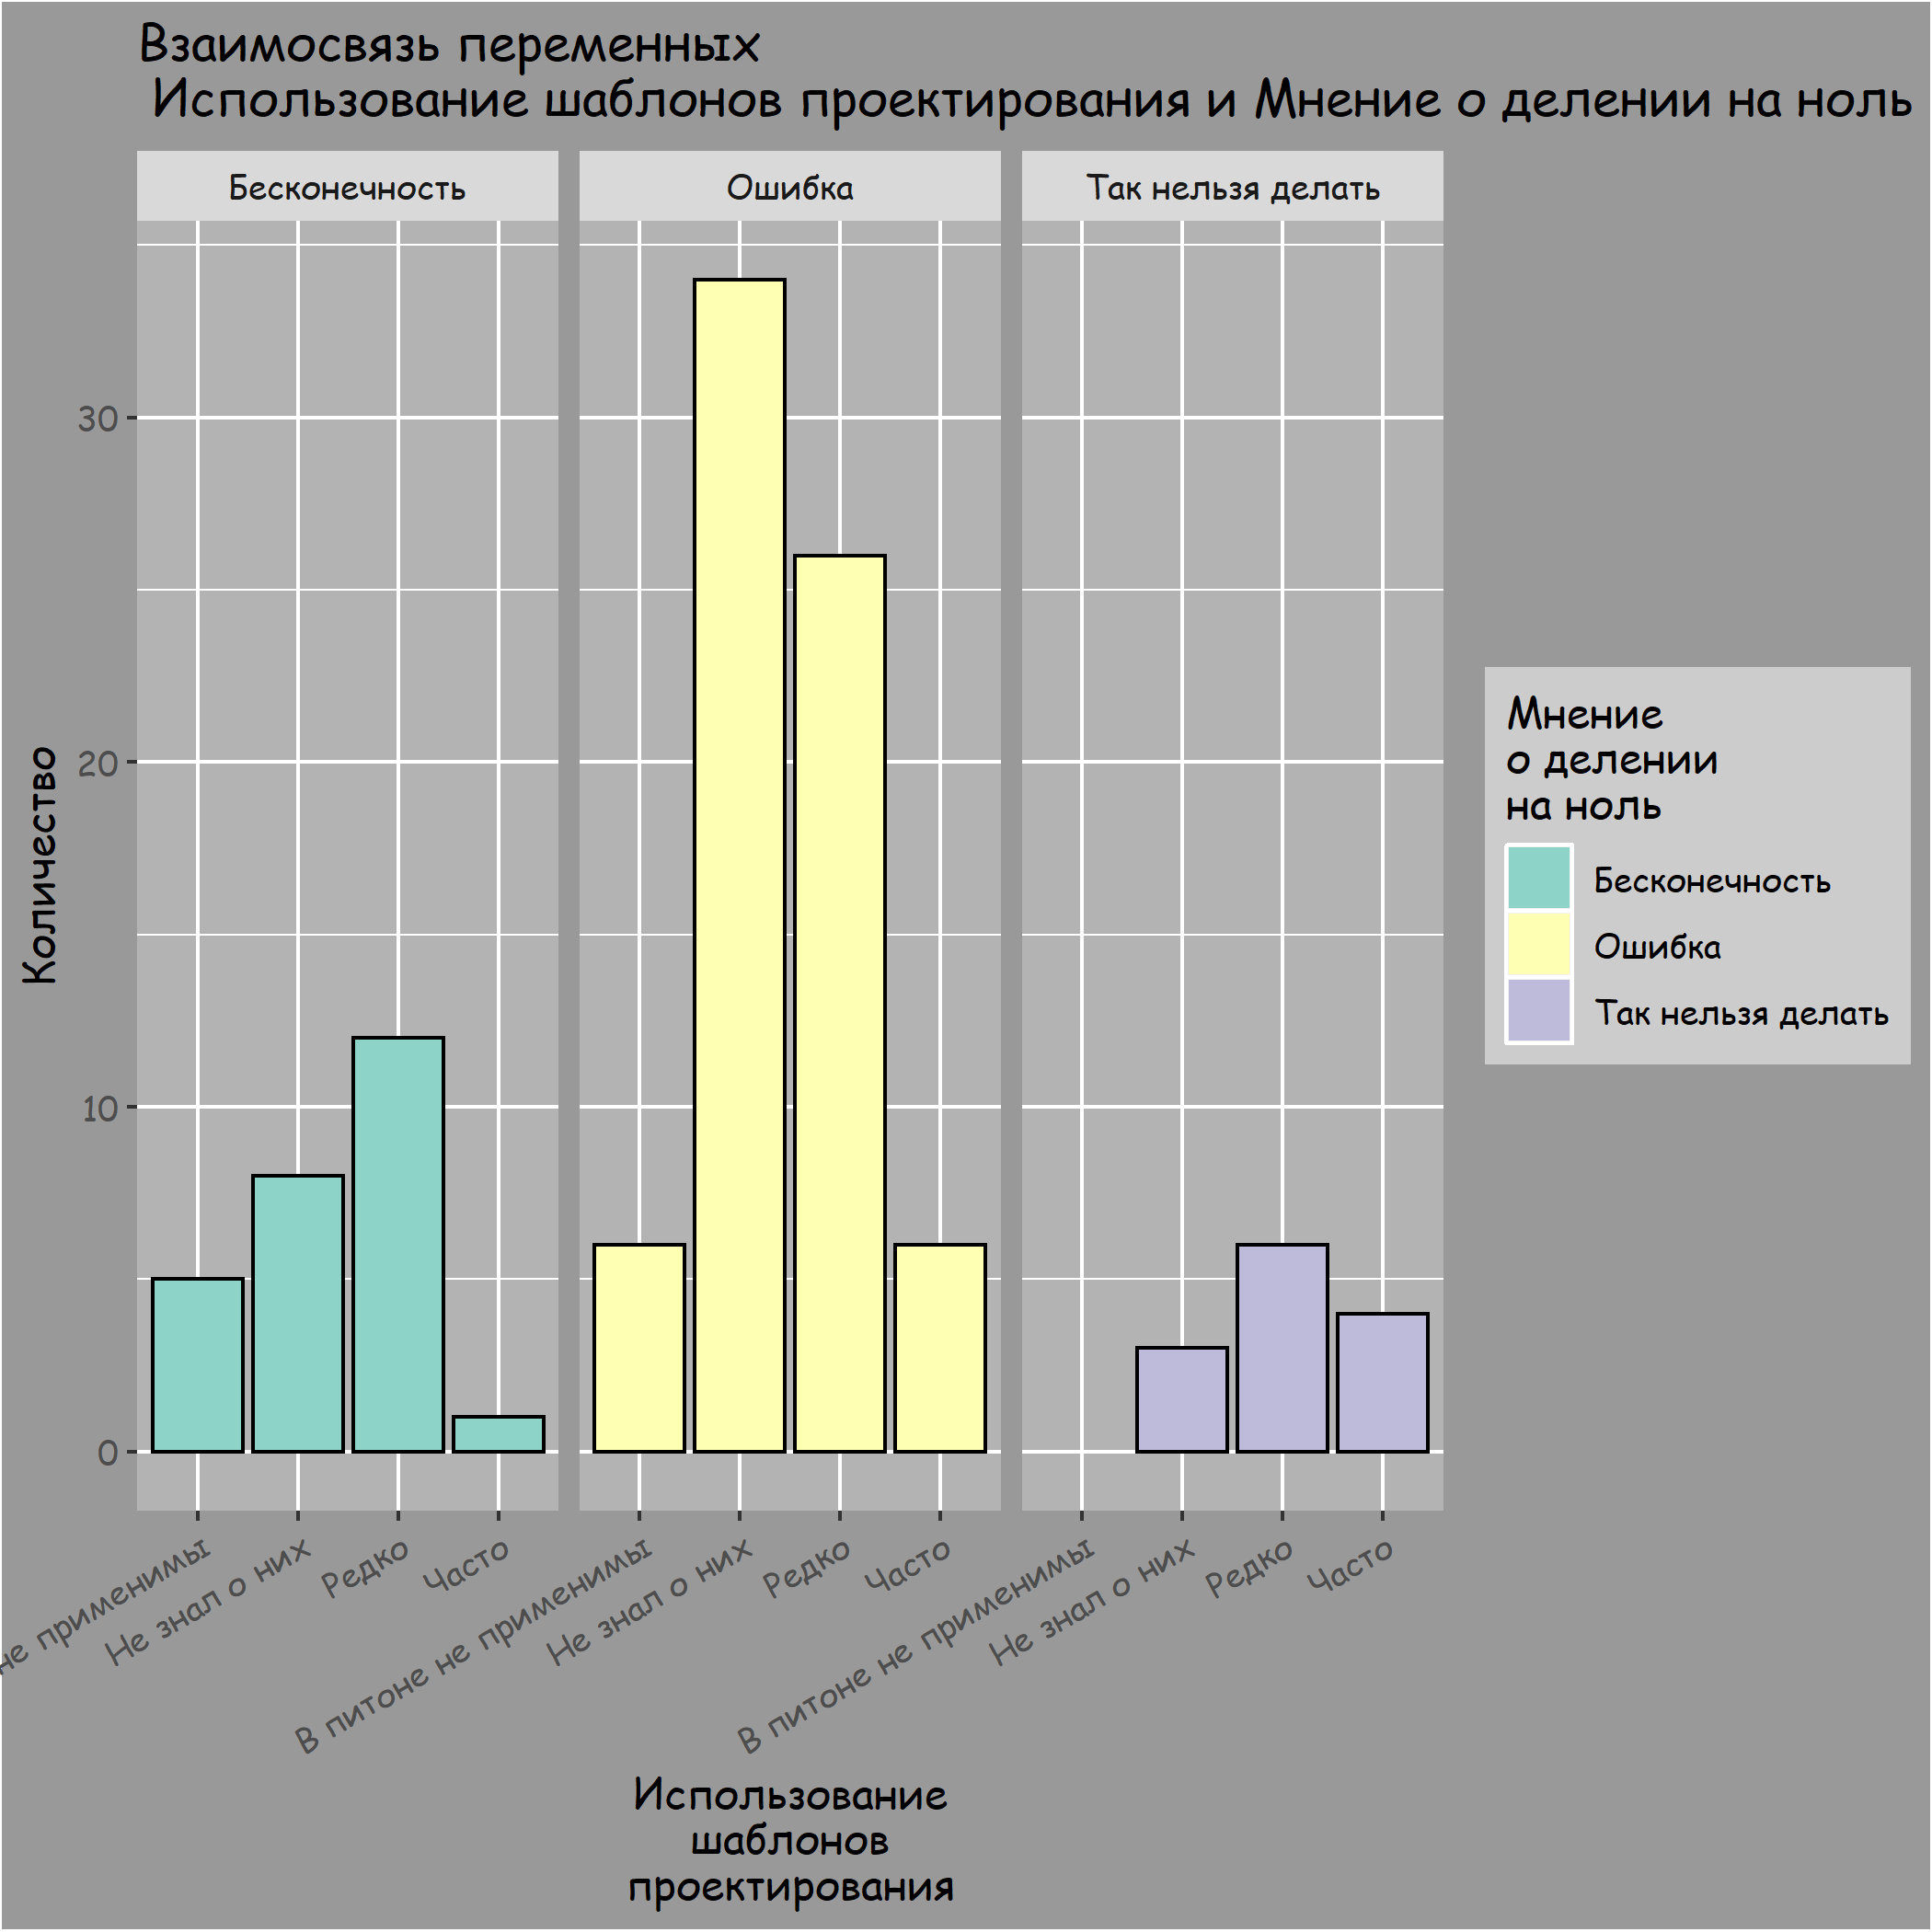 Взаимосвязь переменных
Использование шаблонов проектирования и Мнение о делении на ноль
Бесконечность
Ошибка
Так нельзя делать
Количество
30
20
10
0
не применимы
Не знал о них
Редко
Часто
В питоне не применимы
Не знал о них
Редко
Часто
В питоне не применимы
Не знал о них
Редко
Часто
Использование
шаблонов
проектирования
Мнение
о делении
на ноль
Бесконечность
Ошибка
Так нельзя делать